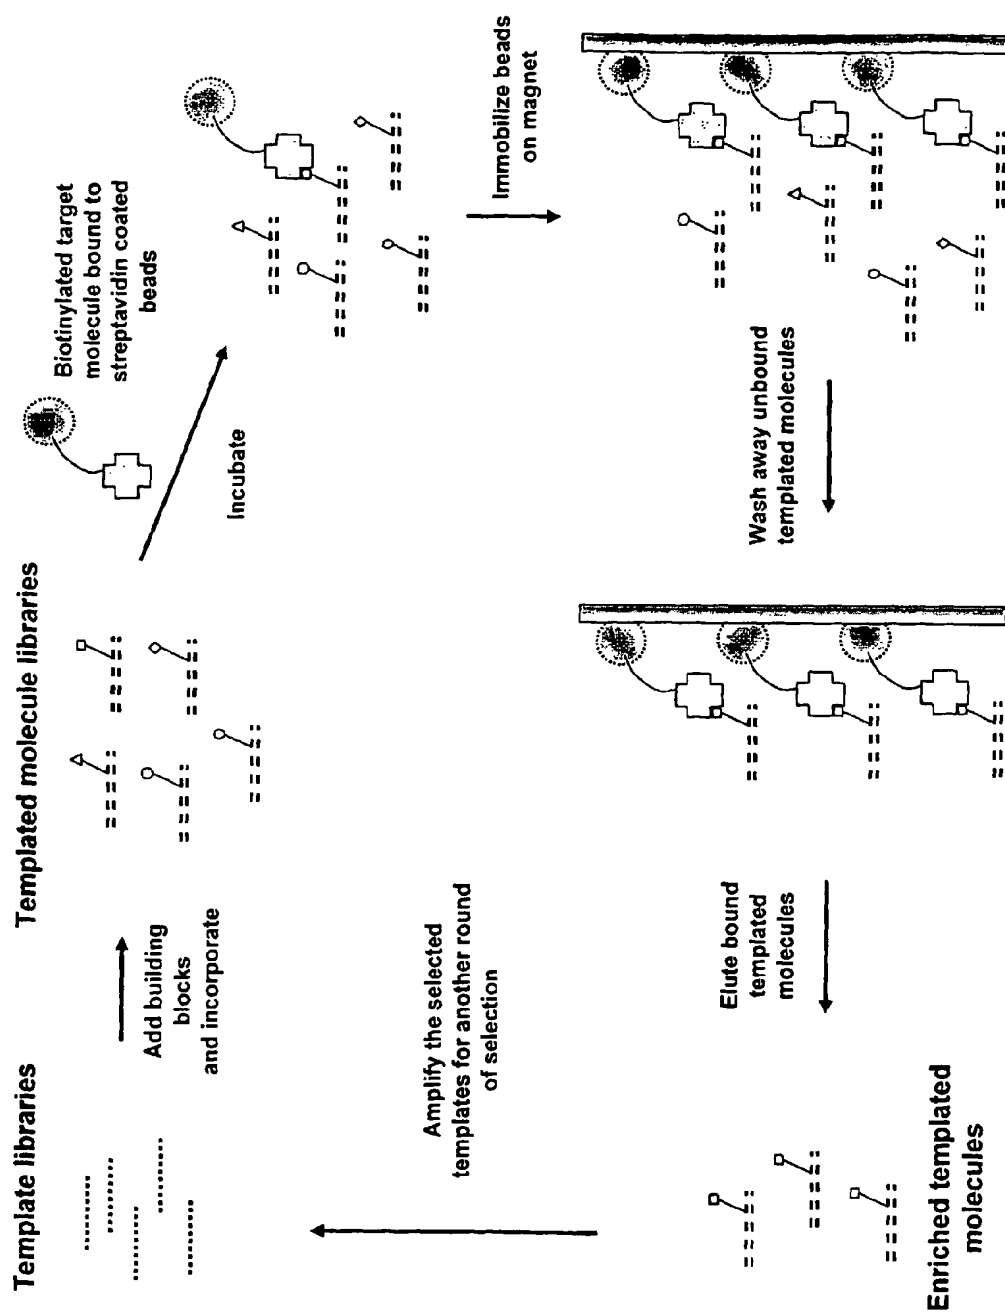 Template libraries
Add building
blocks
and incorporate
Templated molecule libraries
Incubate
Biotinylated target
molecule bound to
streptavidin coated
beads
Immobilize beads
on magnet
Wash away unbound
templated molecules
Elute bound
templated
molecules
Enriched templated
molecules
Amplify the selected
templates for another round
of selection